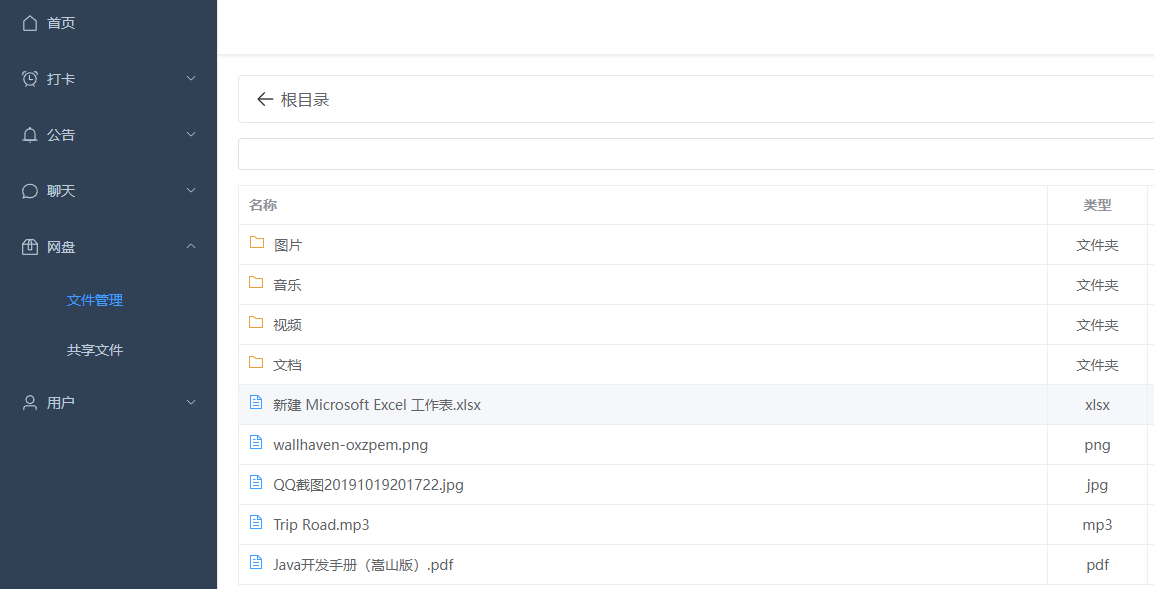 首页
打卡
公告
聊天
网盘
文件管理
共享文件
用户
根目录
名称 类型
图片 文件夹
音乐 文件夹
视频 文件夹
文档 文件夹
新建 Microsoft Excel 工作表.xlsx xlsx
wallhaven-oxzpem.png png
QQ截图20191019201722.jpg jpg
Trip Road.mp3 mp3
Java开发手册（嵩山版）.pdf pdf